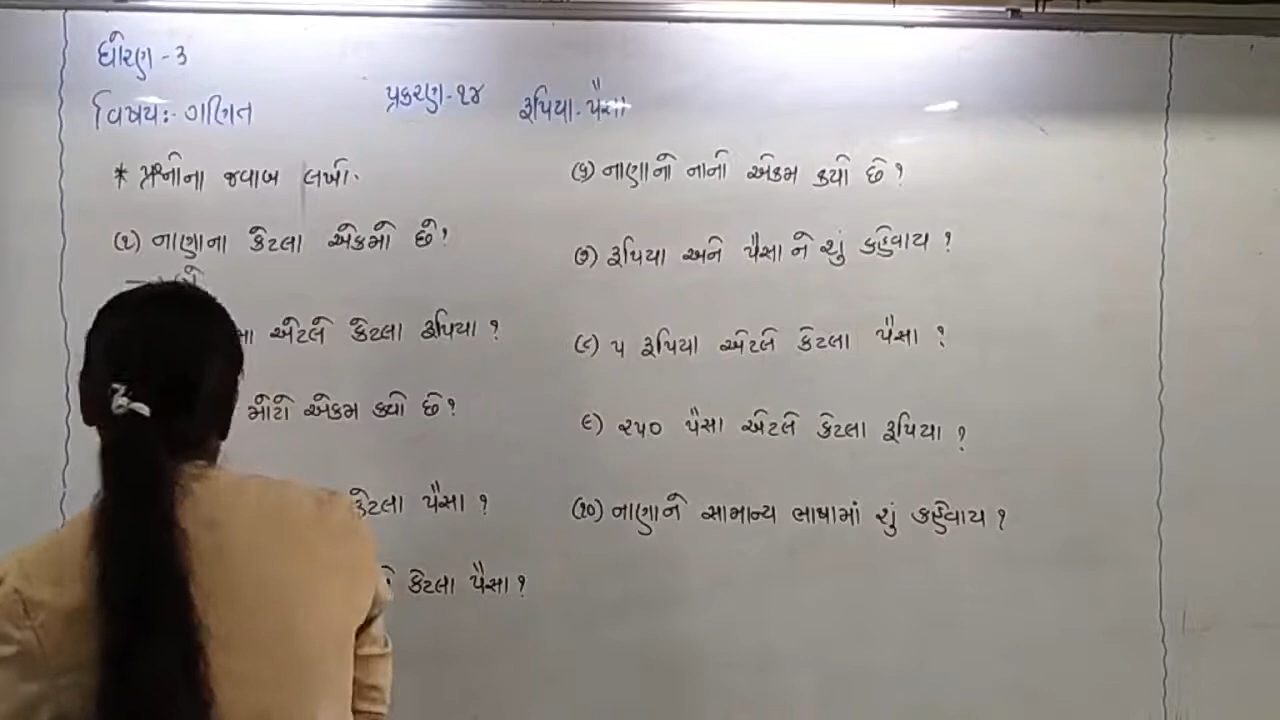 ધોરણ - ૩
વિષય:- ગણિત
પ્રકરણ-૧૪ રૂપિયા-પૈસા
* પ્રશ્નોના જવાબ લખો.
(૧) નાણાના કેટલા એકમો છે?
એટલે કેટલા રૂપિયા ?
મોટો એકમ કયો છે?
કેટલા પૈસા ?
કેટલા પૈસા ?
(૬) નાણાનો નાનો એકમ કયો છે ?
(૭) રૂપિયા અને પૈસા ને શું કહેવાય ?
(૮) ૫ રૂપિયા એટલે કેટલા પૈસા ?
૯) ૨૫૦ પૈસા એટલે કેટલા રૂપિયા ?
(૧૦) નાણાને સામાન્ય ભાષામાં શું કહેવાય ?